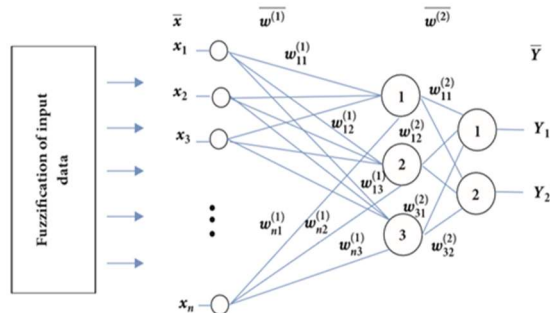 x̅ w̅⁽¹⁾ w̅⁽²⁾
Y̅
x₁
w₁₁⁽¹⁾
x₂
1
w₁₁⁽²⁾
w₁₂⁽¹⁾
w₁₂⁽²⁾
1
Y₁
x₃
2
w₁₃⁽¹⁾
2
Y₂
w₃₁⁽²⁾
wₙ₁⁽¹⁾
wₙ₂⁽¹⁾
wₙ₃⁽¹⁾
3
w₃₂⁽²⁾
xₙ
Fuzzification of input
data